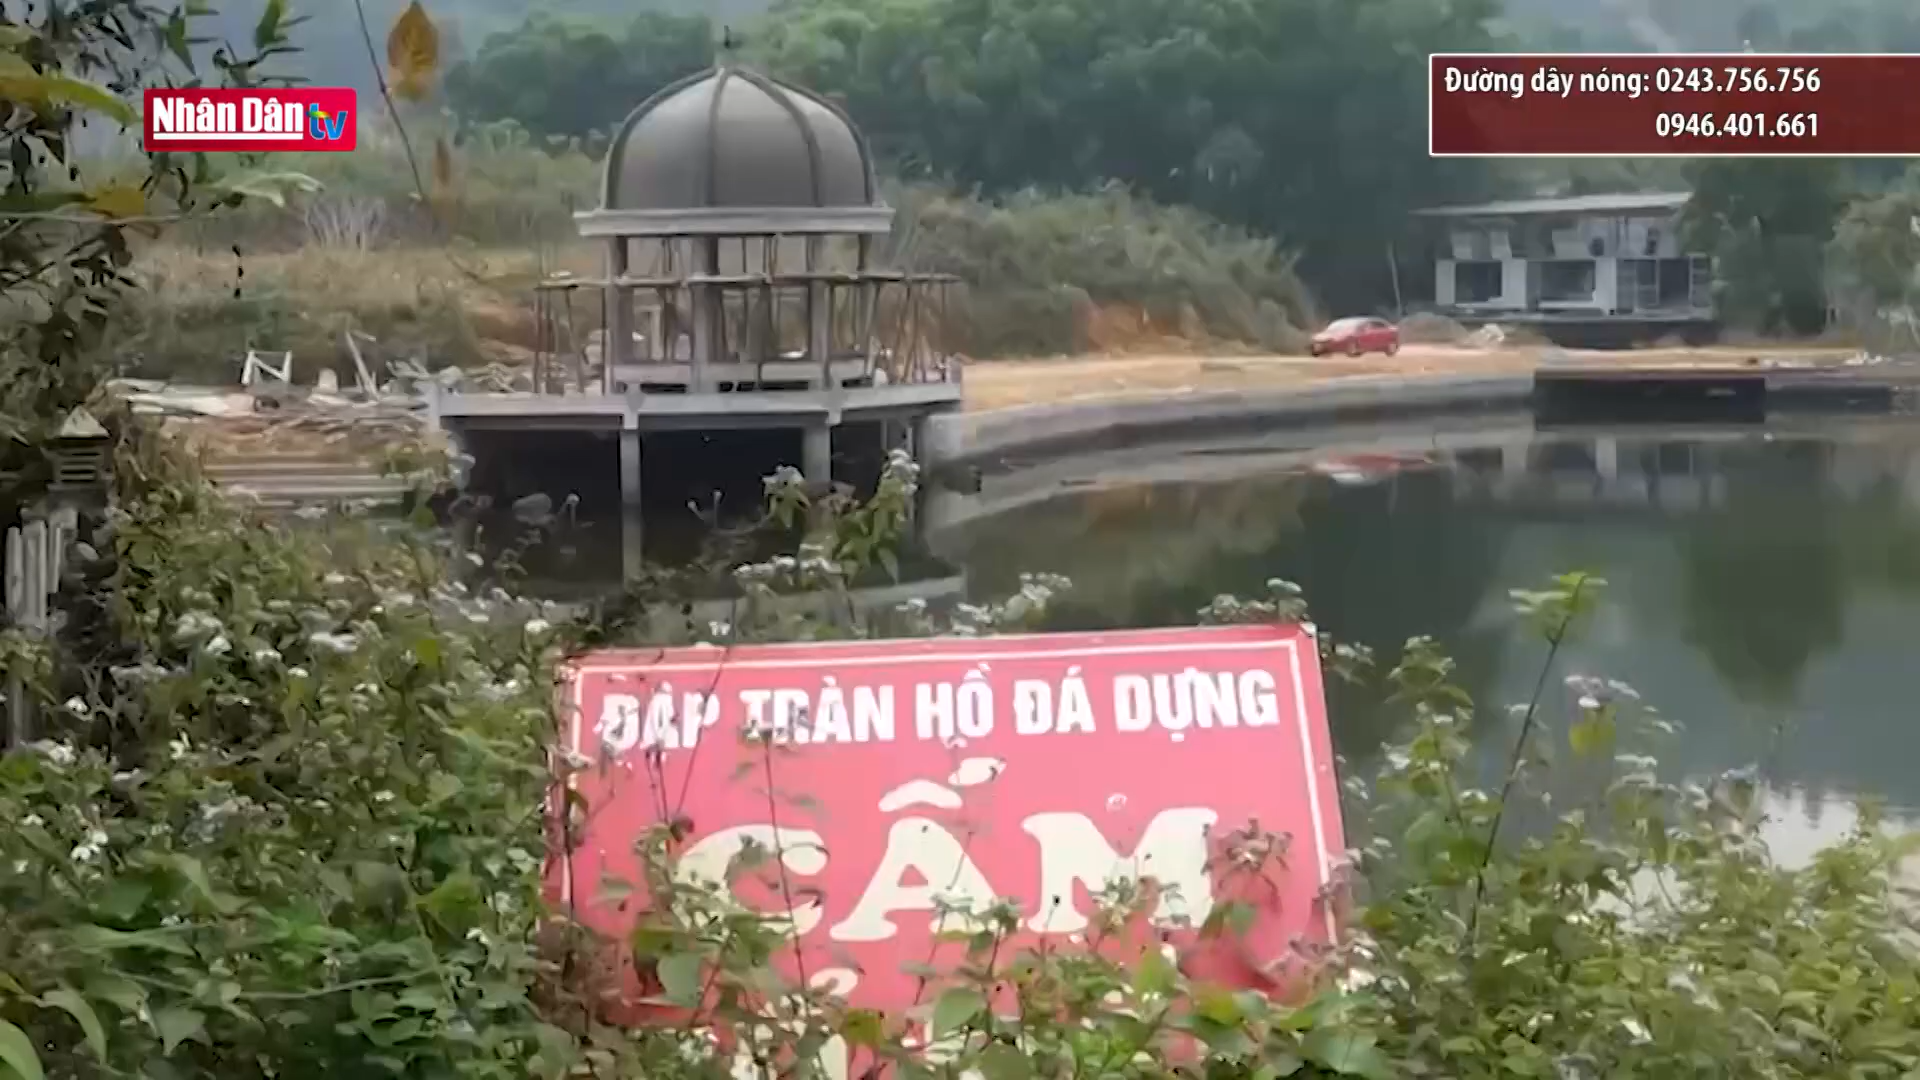 Nhân Dân tv
Đường dây nóng: 0243.756.756
0946.401.661
ĐẬP TRÀN HỒ ĐÁ DỰNG
CẤM